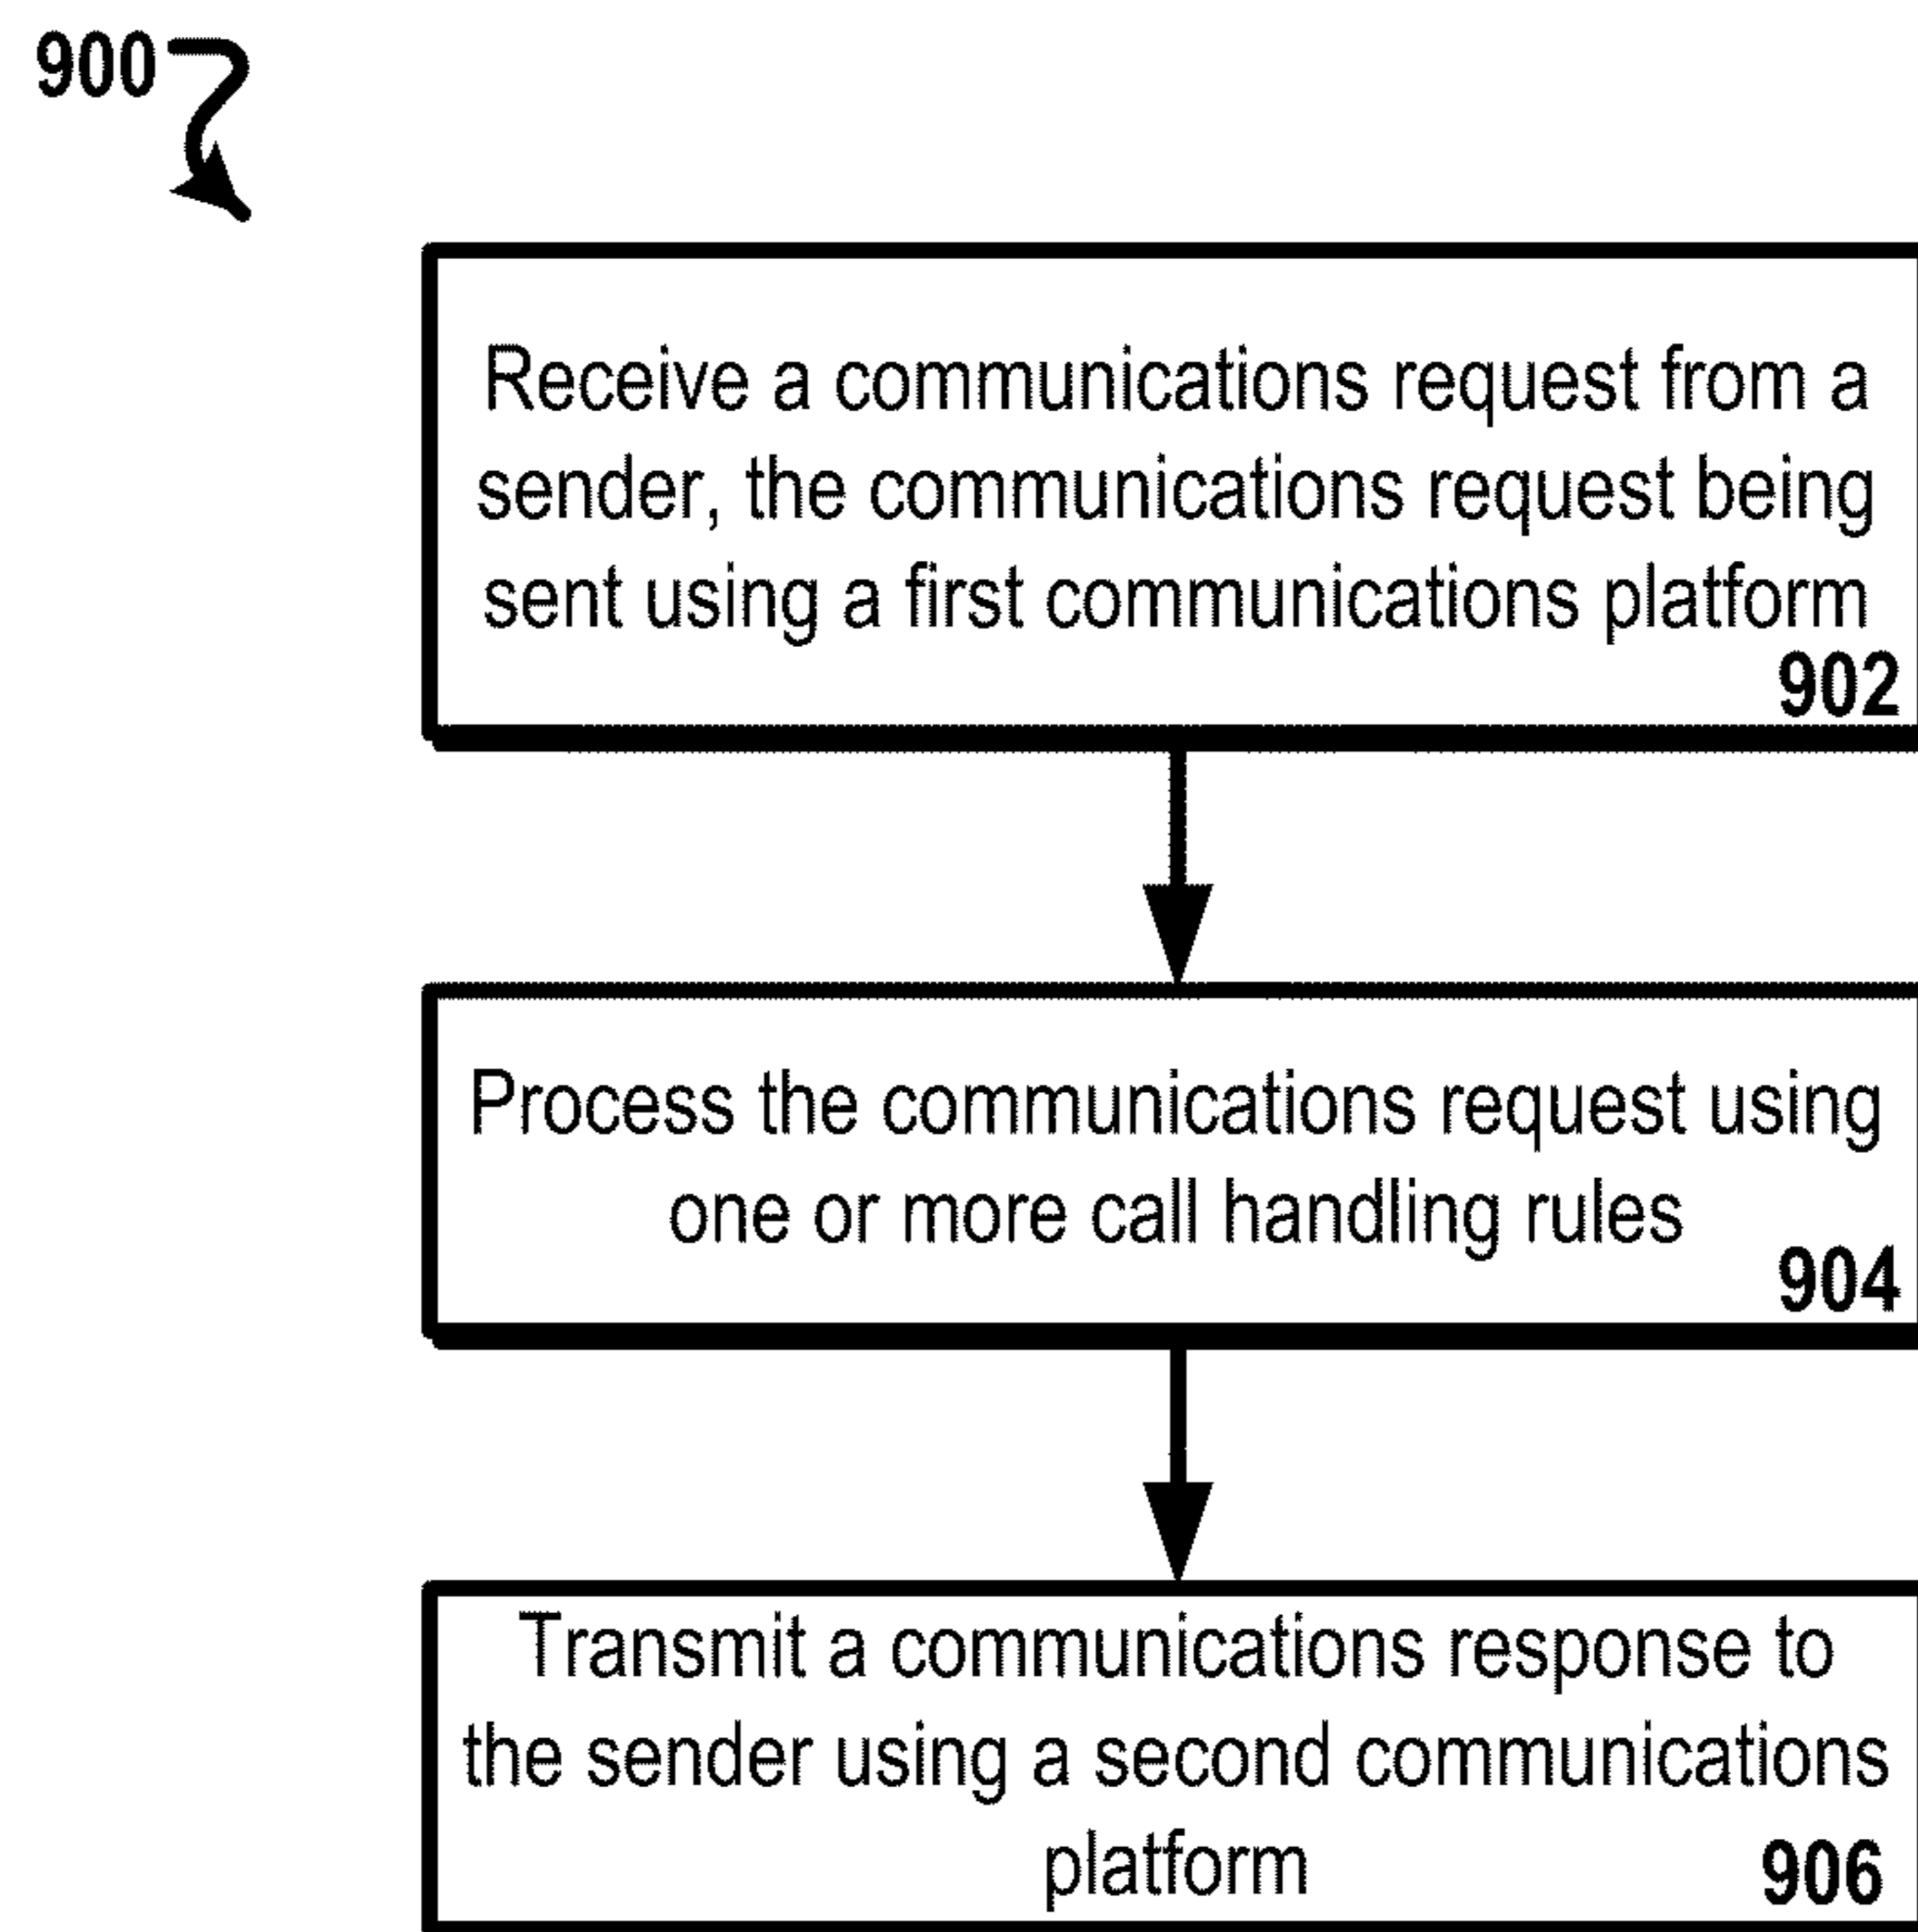 900
Receive a communications request from a
sender, the communications request being
sent using a first communications platform
902
Process the communications request using
one or more call handling rules
904
Transmit a communications response to
the sender using a second communications
platform
906